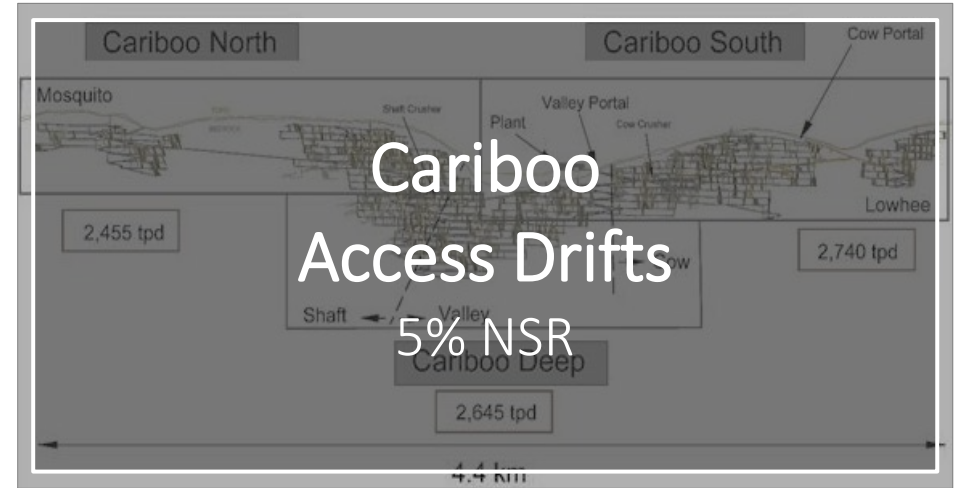 Cariboo North
Cariboo South
Cow Portal
Mosquito
Shaft Crusher
Valley Portal
Plant
Cow Crusher
Cariboo
Lowhee
2,455 tpd
2,740 tpd
Access Drifts
Cow
Shaft
Valley
5% NSR
Cariboo Deep
2,645 tpd
4.4 km